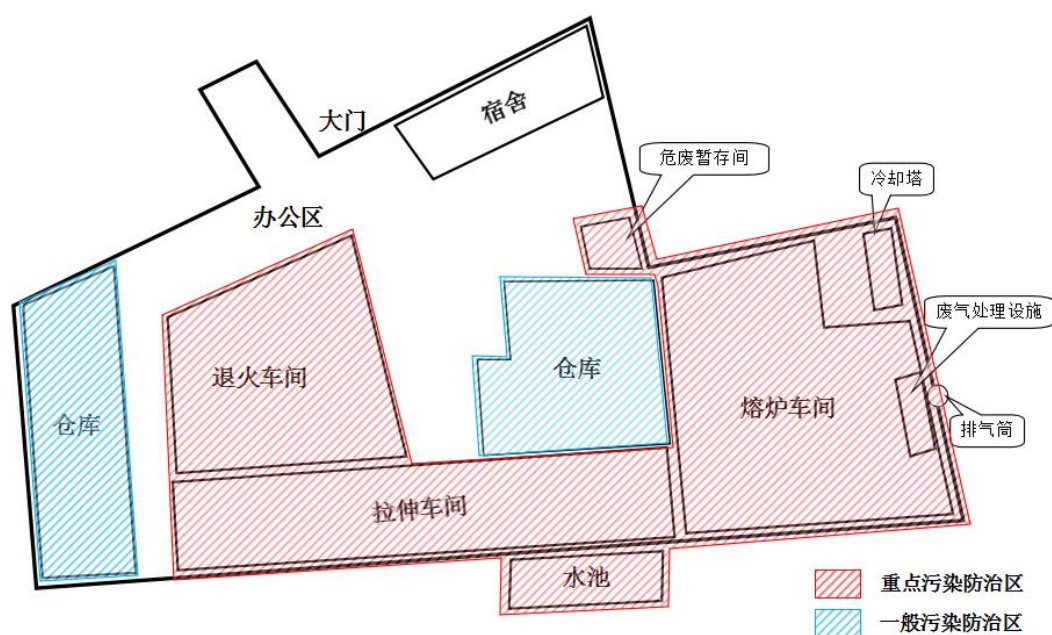 宿舍
大门
危废暂存间
冷却塔
办公区
废气处理设施
退火车间
仓库
熔炉车间
仓库
排气筒
拉伸车间
水池
重点污染防治区
一般污染防治区